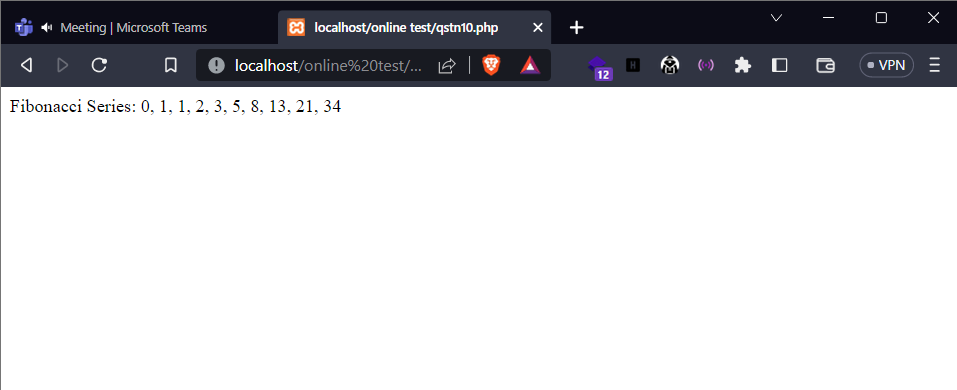 Meeting | Microsoft Teams
localhost/online test/qstn10.php
localhost/online%20test/...
12
H
VPN
Fibonacci Series: 0, 1, 1, 2, 3, 5, 8, 13, 21, 34